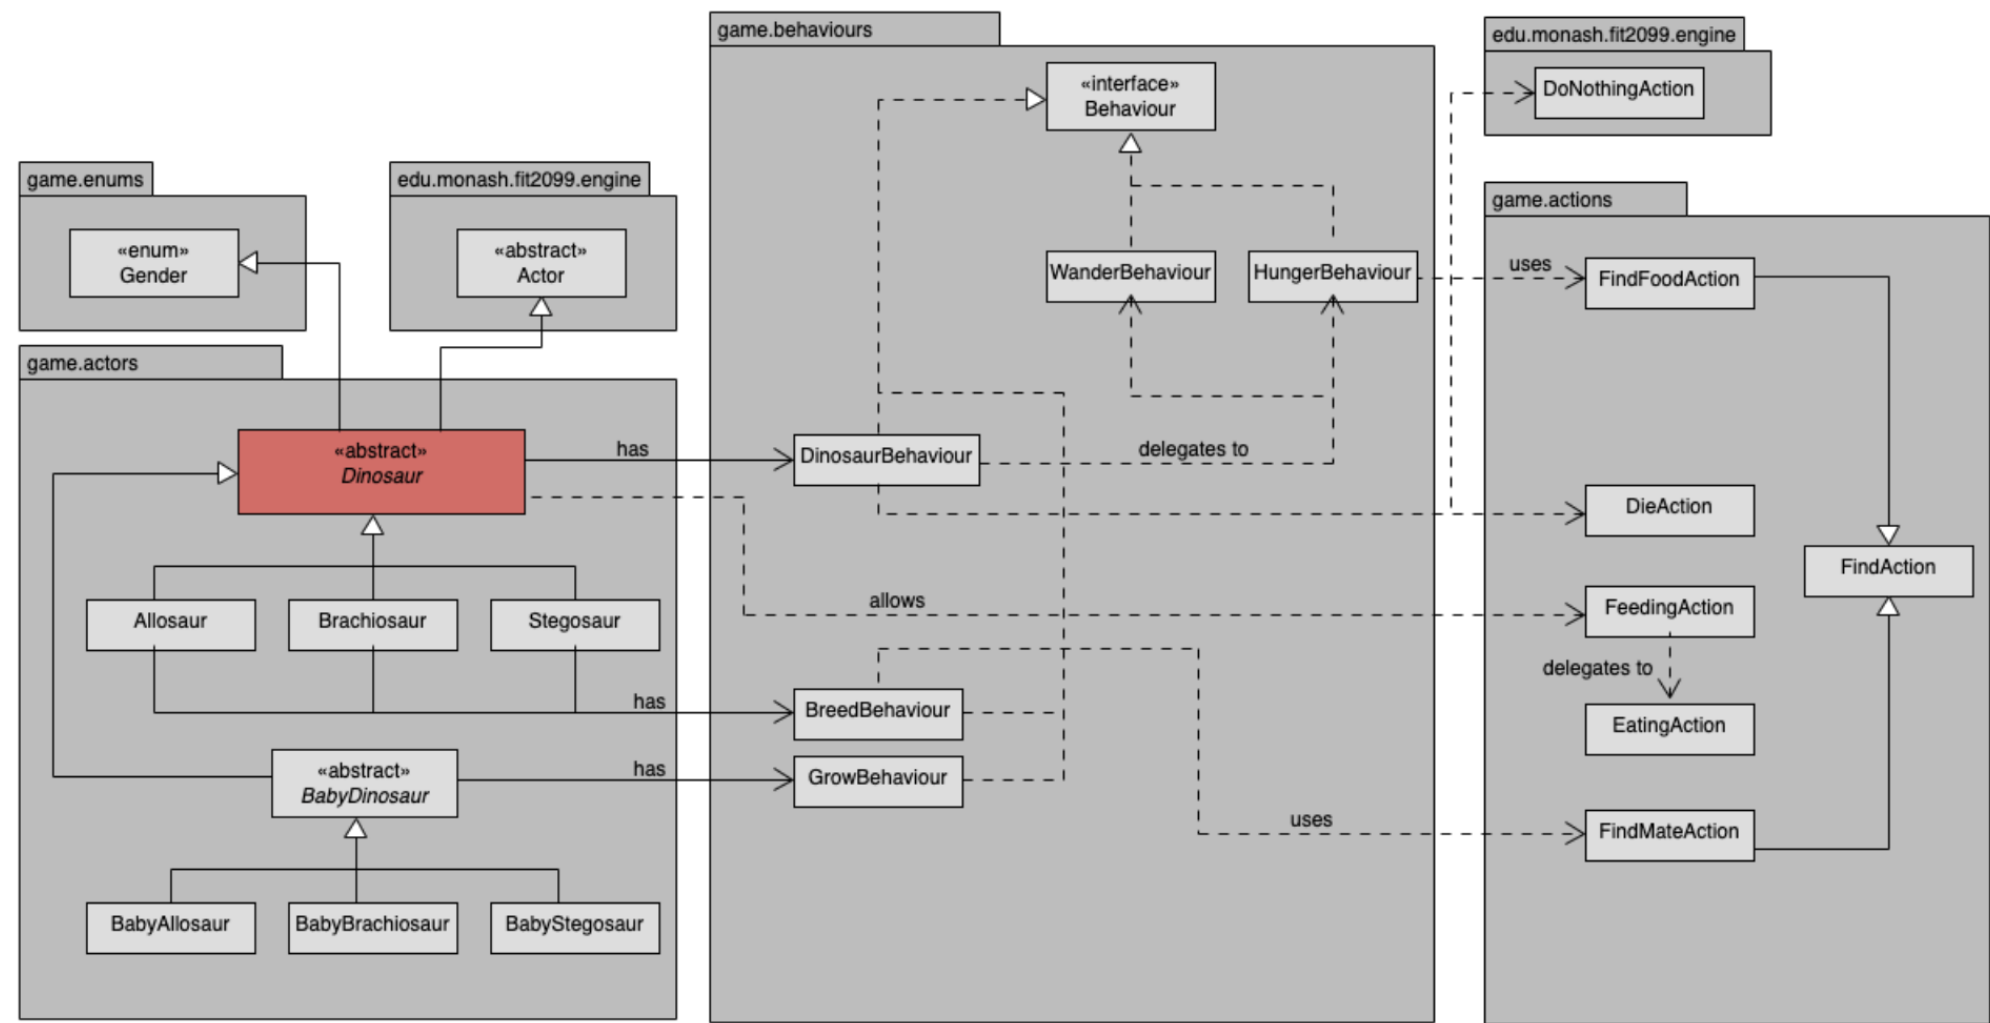 game.behaviours
edu.monash.fit2099.engine
DoNothingAction
«interface»
Behaviour
game.enums
«enum»
Gender
edu.monash.fit2099.engine
«abstract»
Actor
game.actions
WanderBehaviour
HungerBehaviour
uses
FindFoodAction
game.actors
«abstract»
Dinosaur
has
DinosaurBehaviour
delegates to
DieAction
FindAction
Allosaur
Brachiosaur
Stegosaur
allows
FeedingAction
delegates to
EatingAction
has
BreedBehaviour
«abstract»
BabyDinosaur
has
GrowBehaviour
uses
FindMateAction
BabyAllosaur
BabyBrachiosaur
BabyStegosaur